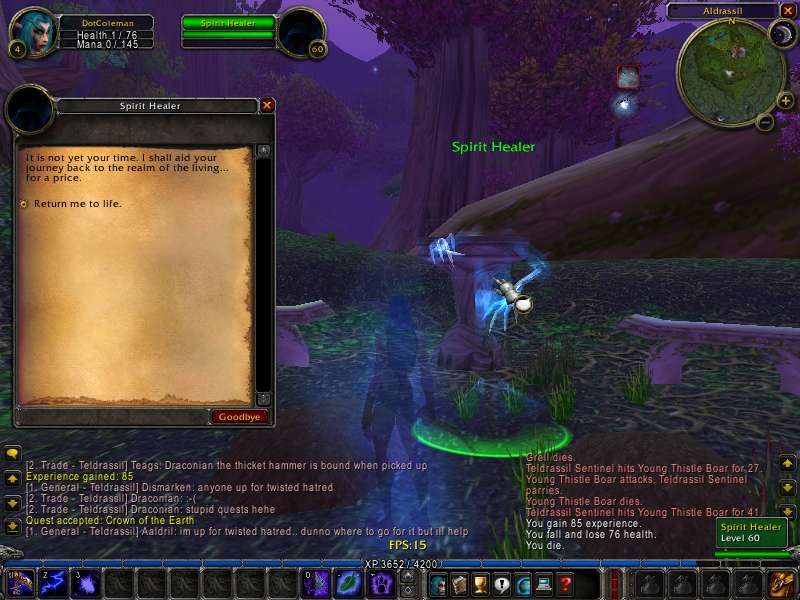 DotColeman
Health 1 / 76
Mana 0 / 145
4
Spirit Healer
60
Aldrassil
N
Spirit Healer
It is not yet your time. I shall aid your
journey back to the realm of the living...
for a price.
Return me to life.
Goodbye
Spirit Healer
[2. Trade - Teldrassil] Teags: Draconian the thicket hammer is bound when picked up
Experience gained: 85
[1. General - Teldrassil] Dismarken: anyone up for twisted hatred
[2. Trade - Teldrassil] Draconian: :-(
[2. Trade - Teldrassil] Draconian: stupid quests hehe
Quest accepted: Crown of the Earth
[1. General - Teldrassil] Aaldril: im up for twisted hatred.. dunno where to go for it but ill help
FPS:15
Grell dies.
Teldrassil Sentinel hits Young Thistle Boar for 27.
Young Thistle Boar attacks. Teldrassil Sentinel
parries.
Young Thistle Boar dies.
Teldrassil Sentinel hits Young Thistle Boar for 41.
You gain 85 experience.
You fall and lose 76 health.
You die.
Spirit Healer
Level 60
XP 3652 / 4200
2
3
0